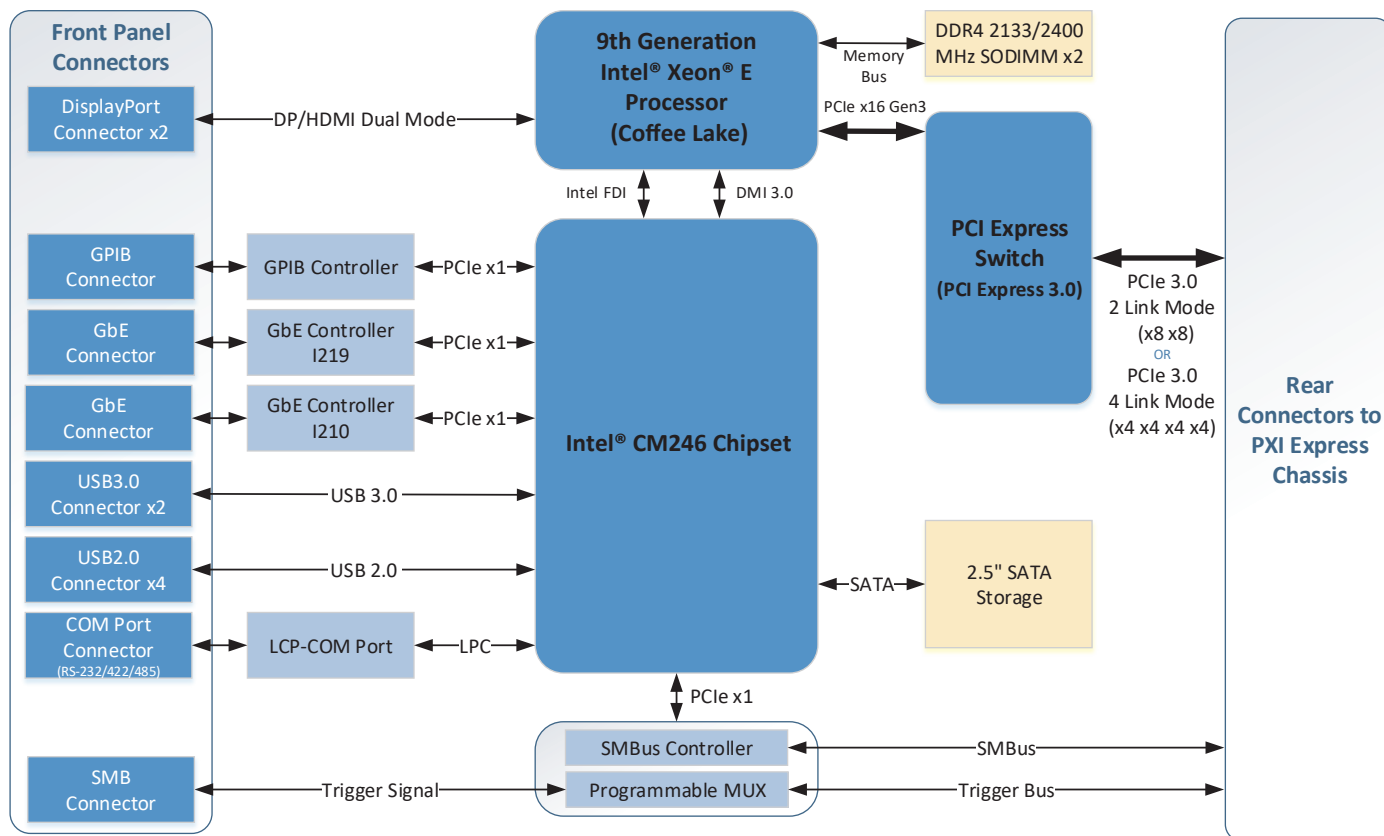 Front Panel
Connectors
DisplayPort
Connector x2
DP/HDMI Dual Mode
9th Generation
Intel® Xeon® E
Processor
(Coffee Lake)
Memory
Bus
DDR4 2133/2400
MHz SODIMM x2
PCIe x16 Gen3
Intel FDI
DMI 3.0
PCI Express
Switch
(PCI Express 3.0)
PCIe 3.0
2 Link Mode
(x8 x8)
OR
PCIe 3.0
4 Link Mode
(x4 x4 x4 x4)
Rear
Connectors to
PXI Express
Chassis
GPIB
Connector
GPIB Controller
PCIe x1
GbE
Connector
GbE Controller
I219
PCIe x1
GbE
Connector
GbE Controller
I210
PCIe x1
Intel® CM246 Chipset
USB3.0
Connector x2
USB 3.0
USB2.0
Connector x4
USB 2.0
SATA
2.5" SATA
Storage
COM Port
Connector
(RS-232/422/485)
LCP-COM Port
LPC
PCIe x1
SMBus Controller
SMBus
SMB
Connector
Trigger Signal
Programmable MUX
Trigger Bus